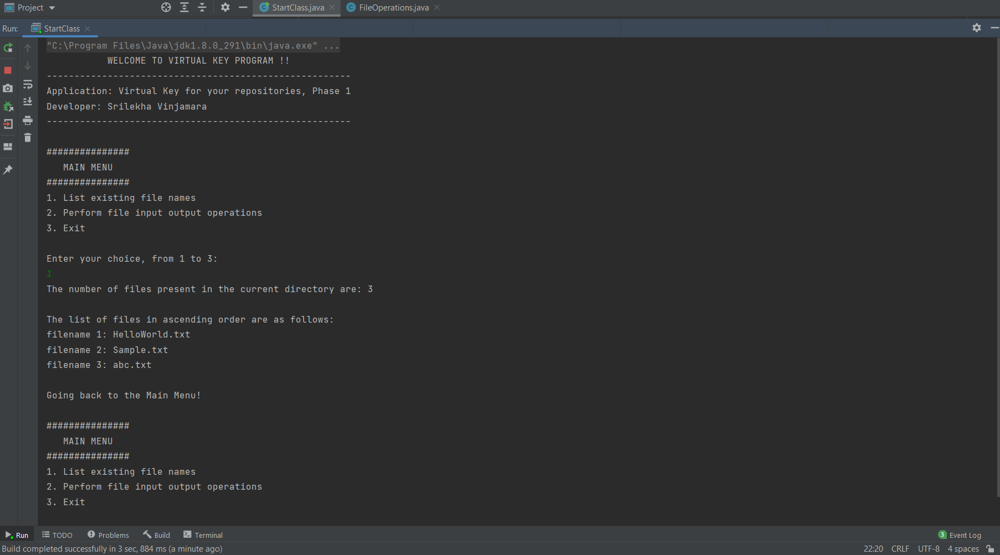 Project StartClass.java FileOperations.java
Run: StartClass
"C:\Program Files\Java\jdk1.8.0_291\bin\java.exe" ...
WELCOME TO VIRTUAL KEY PROGRAM !!
-------------------------------------------------------
Application: Virtual Key for your repositories, Phase 1
Developer: Srilekha Vinjamara
-------------------------------------------------------
###############
MAIN MENU
###############
1. List existing file names
2. Perform file input output operations
3. Exit
Enter your choice, from 1 to 3:
1
The number of files present in the current directory are: 3
The list of files in ascending order are as follows:
filename 1: HelloWorld.txt
filename 2: Sample.txt
filename 3: abc.txt
Going back to the Main Menu!
###############
MAIN MENU
###############
1. List existing file names
2. Perform file input output operations
3. Exit
Run TODO Problems Build Terminal 3 Event Log
Build completed successfully in 3 sec, 884 ms (a minute ago) 22:20 CRLF UTF-8 4 spaces